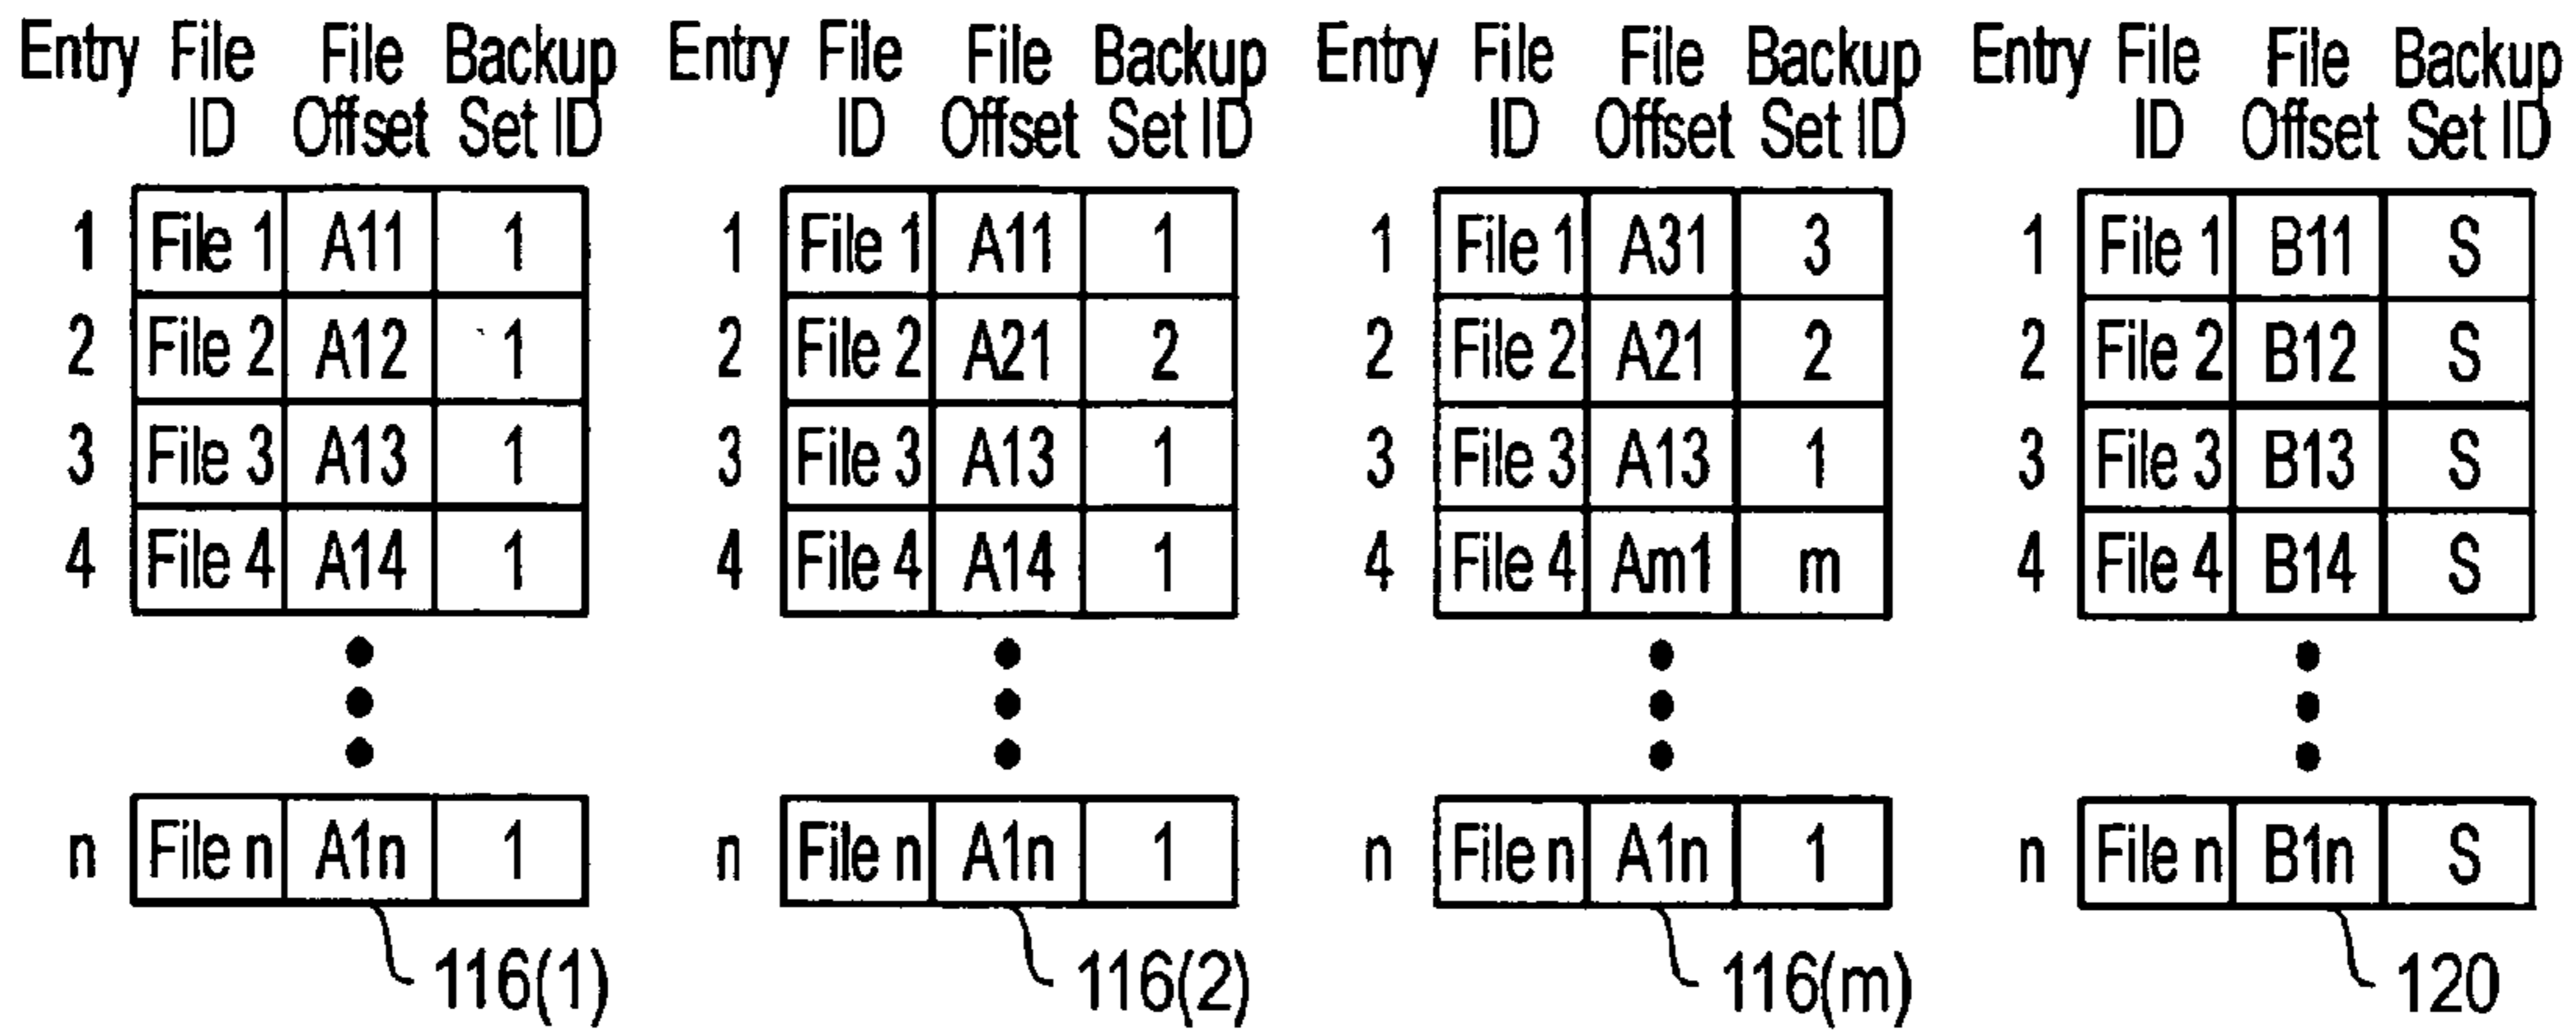 Entry File File Backup Entry File File Backup Entry File File Backup Entry File File Backup
ID Offset Set ID ID Offset Set ID ID Offset Set ID ID Offset Set ID
1 File 1 A11 1 1 File 1 A11 1 1 File 1 A31 3 1 File 1 B11 S
2 File 2 A12 1 2 File 2 A21 2 2 File 2 A21 2 2 File 2 B12 S
3 File 3 A13 1 3 File 3 A13 1 3 File 3 A13 1 3 File 3 B13 S
4 File 4 A14 1 4 File 4 A14 1 4 File 4 Am1 m 4 File 4 B14 S
n File n A1n 1 n File n A1n 1 n File n A1n 1 n File n B1n S
116(1) 116(2) 116(m) 120